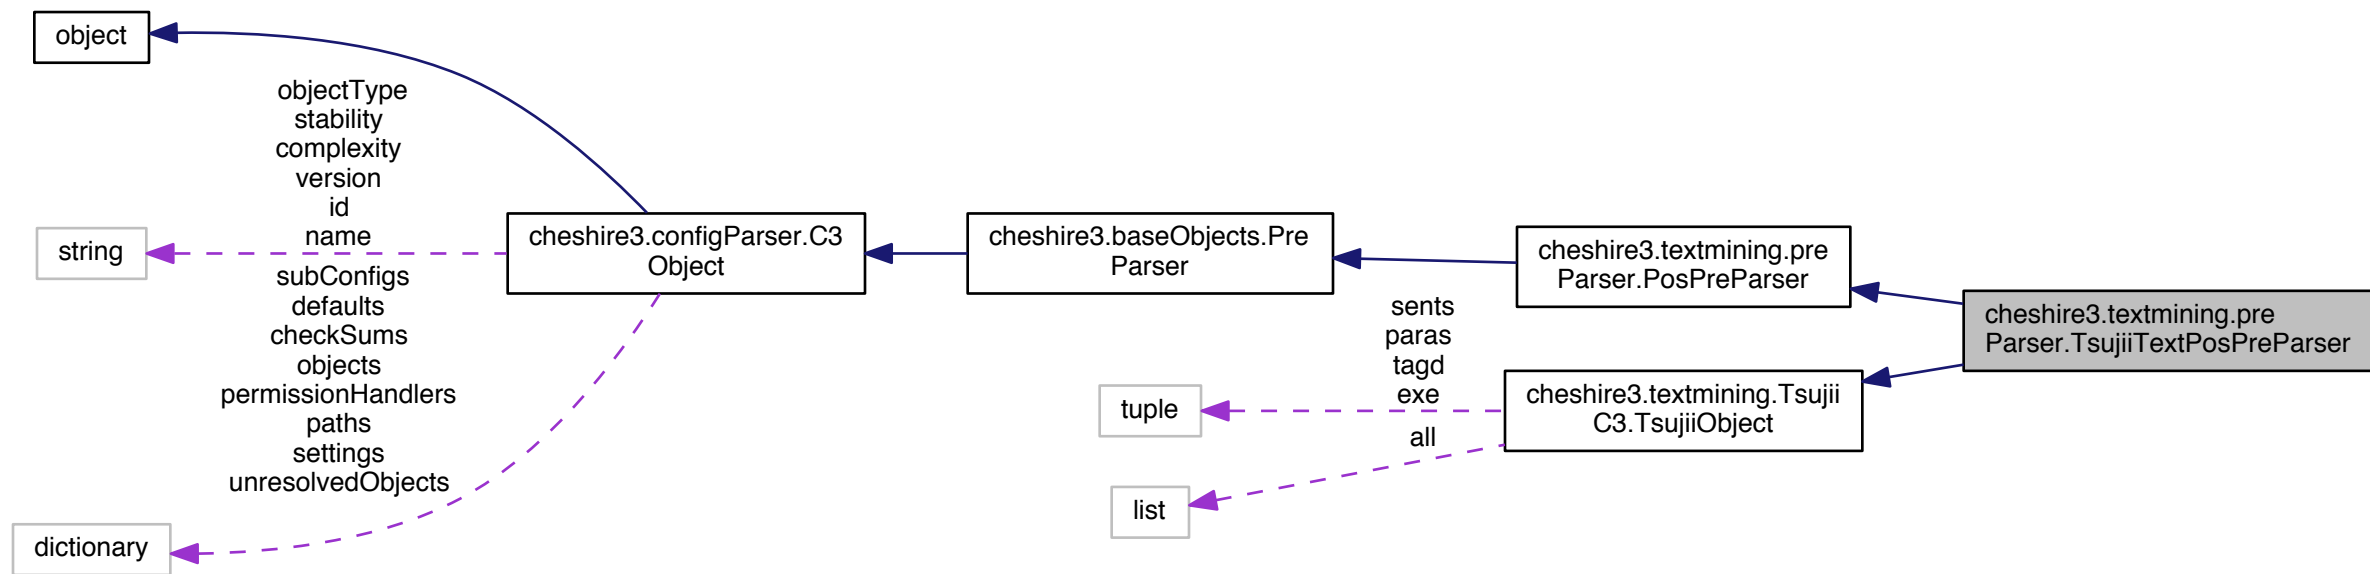 object
objectType
stability
complexity
version
id
name
string
subConfigs
defaults
checkSums
objects
permissionHandlers
paths
settings
unresolvedObjects
dictionary
cheshire3.configParser.C3
Object
cheshire3.baseObjects.Pre
Parser
sents
paras
tagd
exe
tuple
all
list
cheshire3.textmining.pre
Parser.PosPreParser
cheshire3.textmining.Tsujii
C3.TsujiiObject
cheshire3.textmining.pre
Parser.TsujiiTextPosPreParser